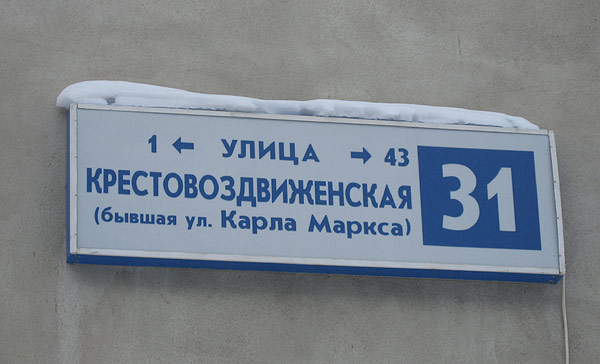 1 ← УЛИЦА → 43
КРЕСТОВОЗДВИЖЕНСКАЯ
(бывшая ул. Карла Маркса)
31